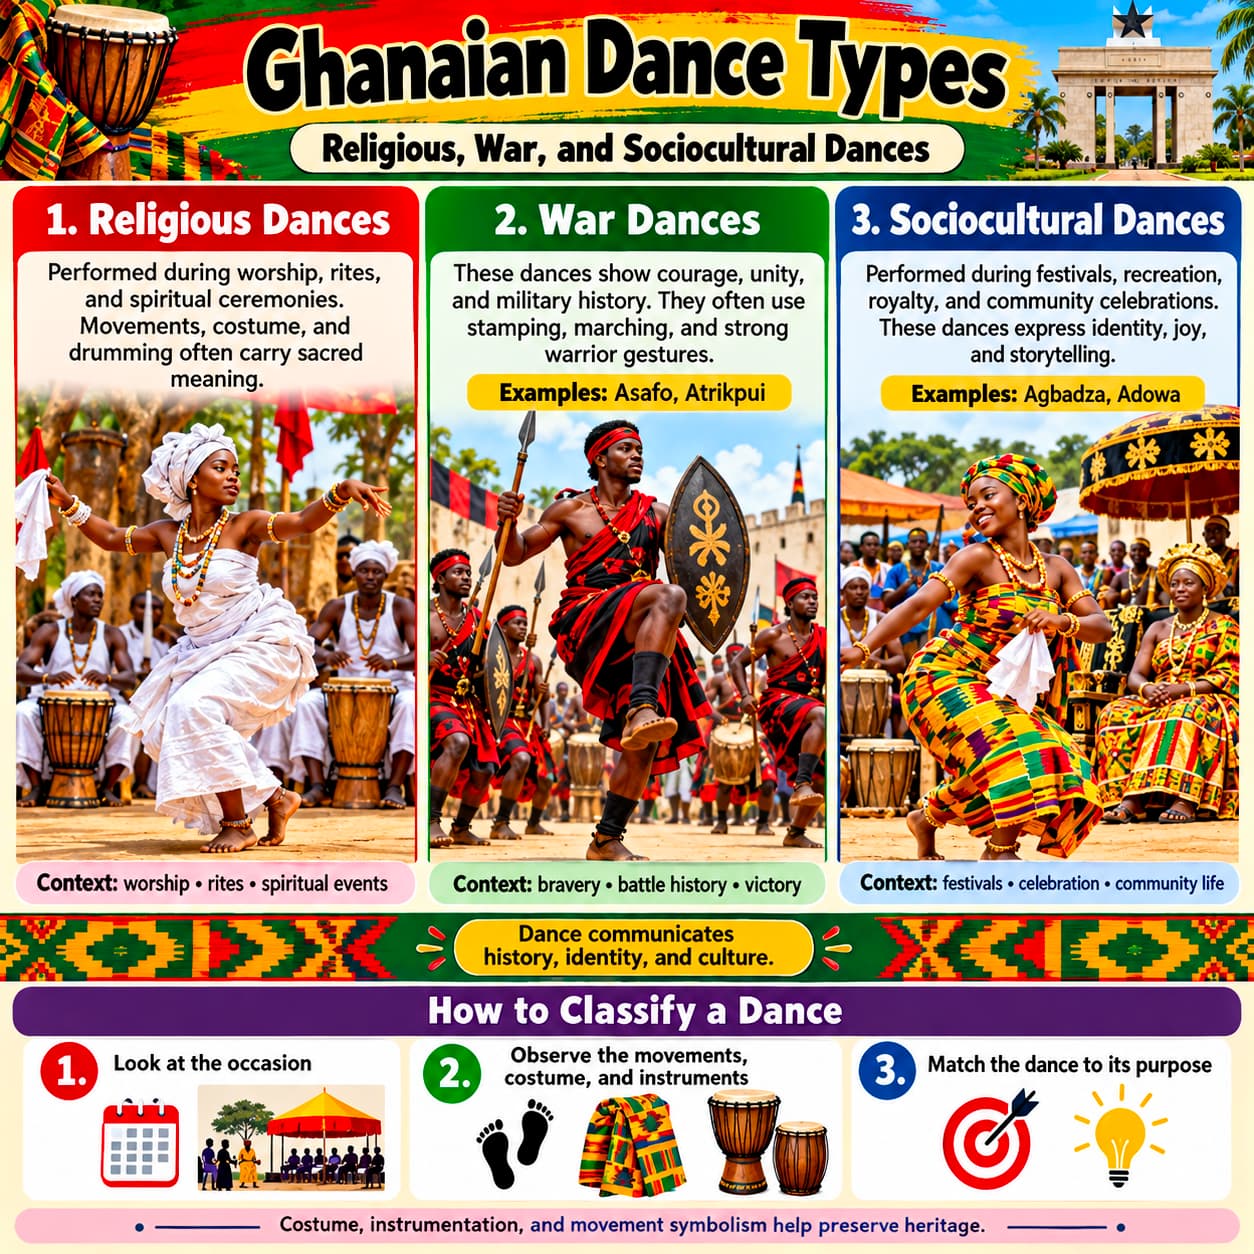 Ghanaian Dance Types
Religious, War, and Sociocultural Dances
1. Religious Dances
Performed during worship, rites,
and spiritual ceremonies.
Movements, costume, and
drumming often carry sacred
meaning.
Context: worship • rites • spiritual events
2. War Dances
These dances show courage, unity,
and military history. They often use
stamping, marching, and strong
warrior gestures.
Examples: Asafo, Atrikpui
Context: bravery • battle history • victory
3. Sociocultural Dances
Performed during festivals, recreation,
royalty, and community celebrations.
These dances express identity, joy,
and storytelling.
Examples: Agbadza, Adowa
Context: festivals • celebration • community life
Dance communicates
history, identity, and culture.
How to Classify a Dance
1.
Look at the occasion
2.
Observe the movements,
costume, and instruments
3.
Match the dance to its purpose
Costume, instrumentation, and movement symbolism help preserve heritage.